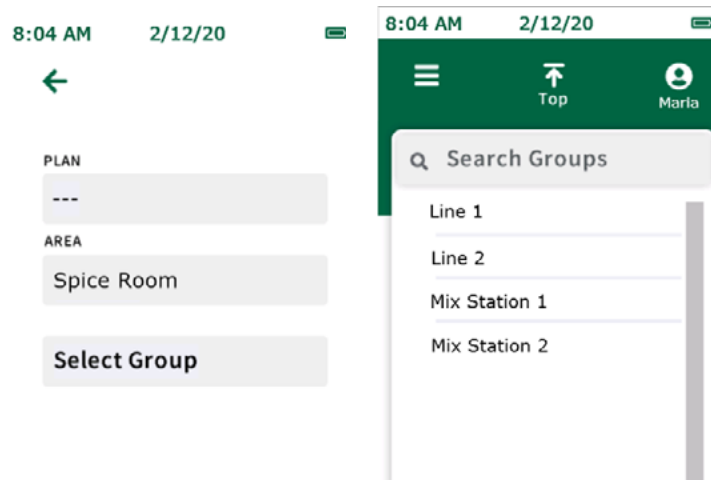 8:04 AM 2/12/20
PLAN
---
AREA
Spice Room
Select Group
8:04 AM 2/12/20
Top
Marla
Search Groups
Line 1
Line 2
Mix Station 1
Mix Station 2